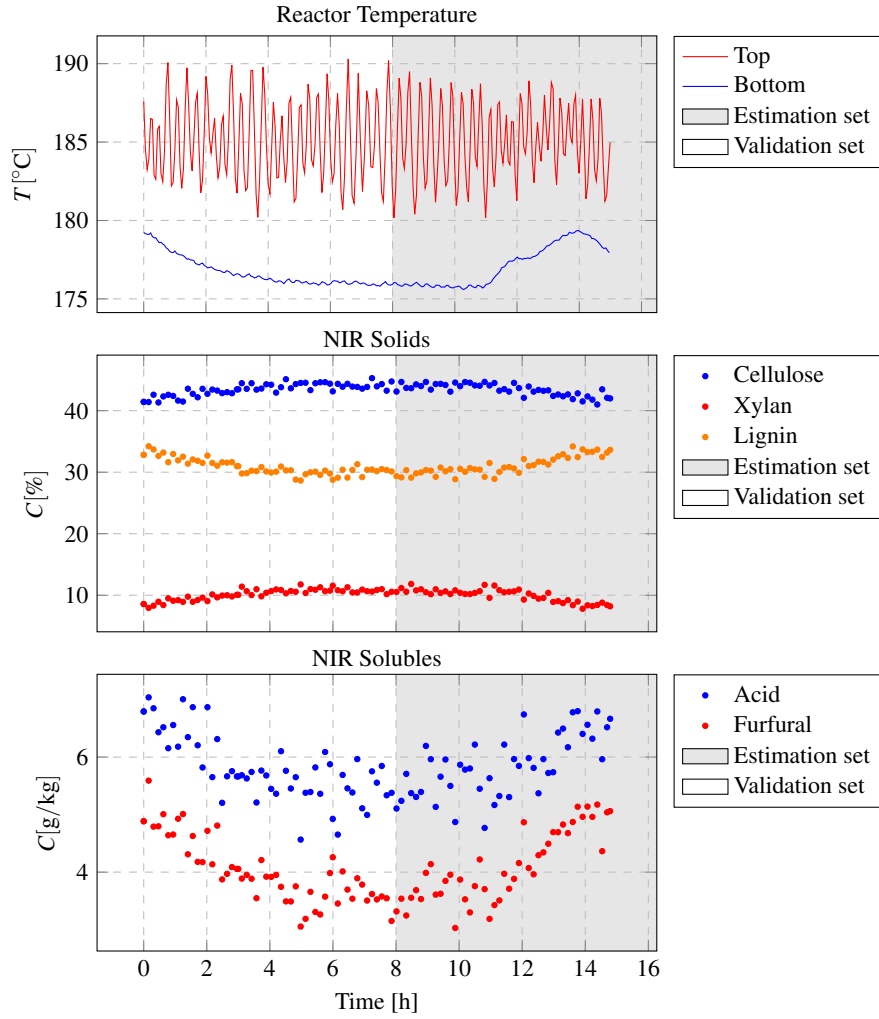 Reactor Temperature
190
185
180
175
T [°C]
Top
Bottom
Estimation set
Validation set
NIR Solids
40
30
20
10
C[%]
Cellulose
Xylan
Lignin
Estimation set
Validation set
NIR Solubles
6
4
C[g/kg]
Acid
Furfural
Estimation set
Validation set
0 2 4 6 8 10 12 14 16
Time [h]